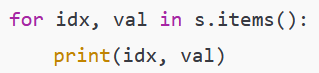 for idx, val in s.items():
    print(idx, val)